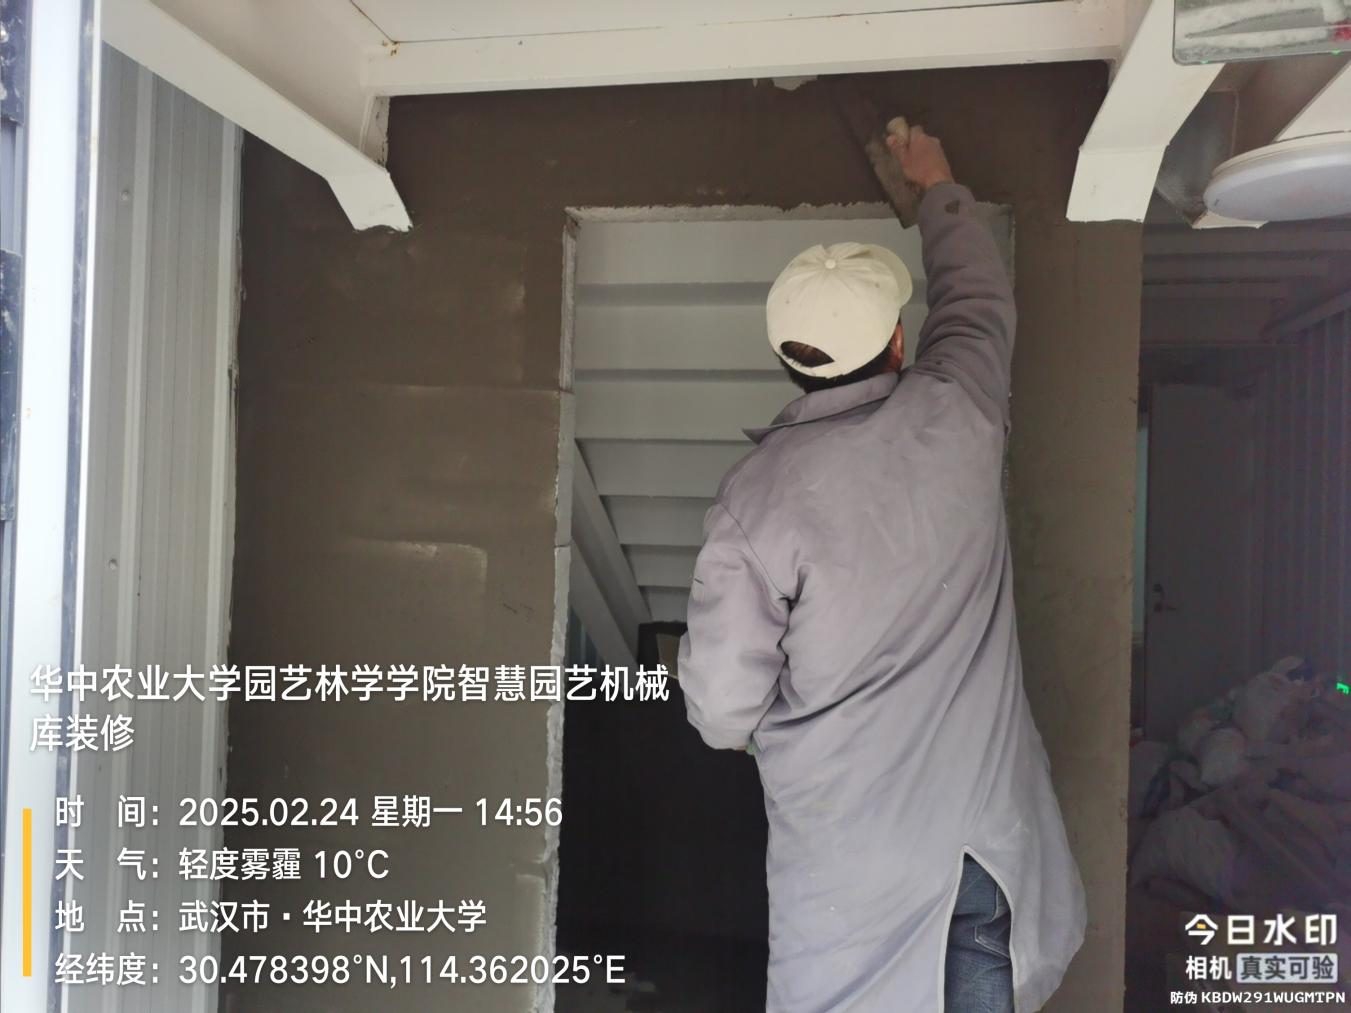 华中农业大学园艺林学学院智慧园艺机械
库装修
时 间：2025.02.24 星期一 14:56
天 气：轻度雾霾 10°C
地 点：武汉市·华中农业大学
经纬度：30.478398°N,114.362025°E
今日水印
相机 真实可验
防伪 KBDW291WUGMTPN